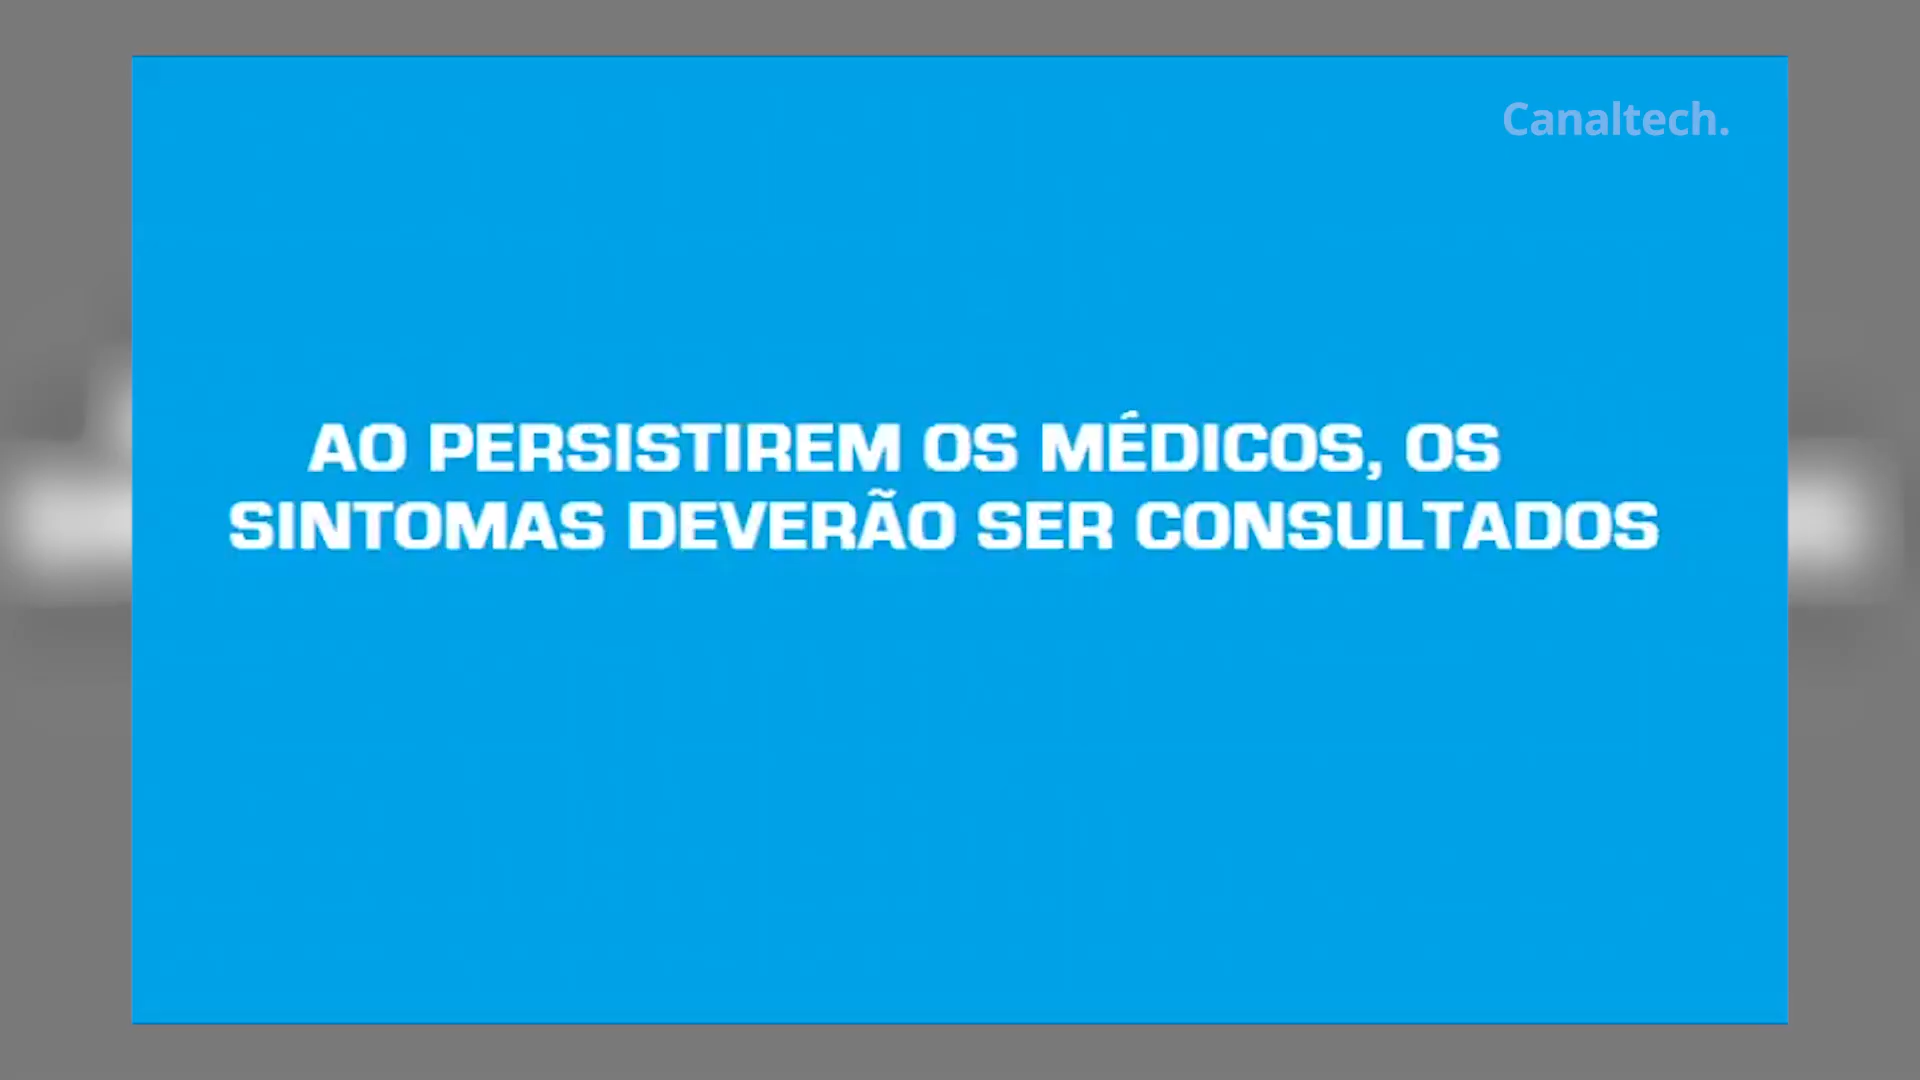 Canaltech.
AO PERSISTIREM OS MÉDICOS, OS
SINTOMAS DEVERÃO SER CONSULTADOS